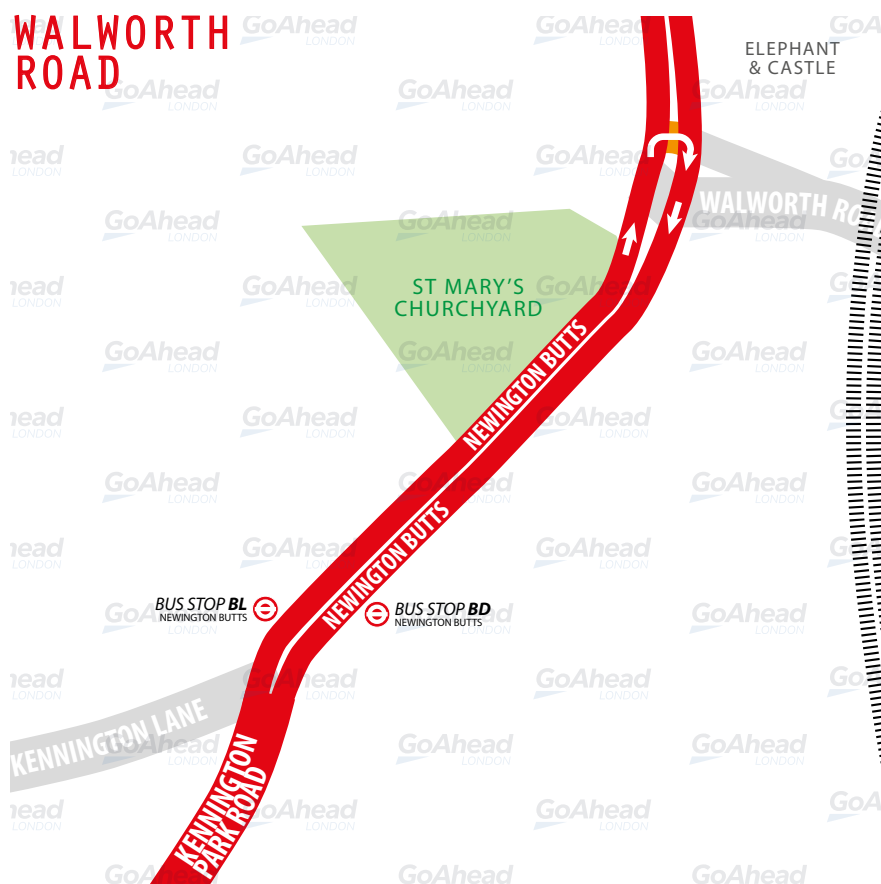 WALWORTH
ROAD
ELEPHANT
& CASTLE
WALWORTH RO
ST MARY'S
CHURCHYARD
NEWINGTON BUTTS
NEWINGTON BUTTS
BUS STOP BL
NEWINGTON BUTTS
BUS STOP BD
NEWINGTON BUTTS
KENNINGTON LANE
KENNINGTON
PARK ROAD
GoAhead
LONDON